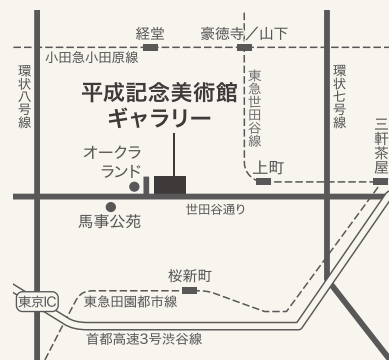 経堂
豪徳寺／山下
小田急小田原線
環状八号線
平成記念美術館
ギャラリー
東急世田谷線
環状七号線
三軒茶屋
オークラ
ランド
上町
馬事公苑
世田谷通り
桜新町
東京IC
東急田園都市線
首都高速3号渋谷線